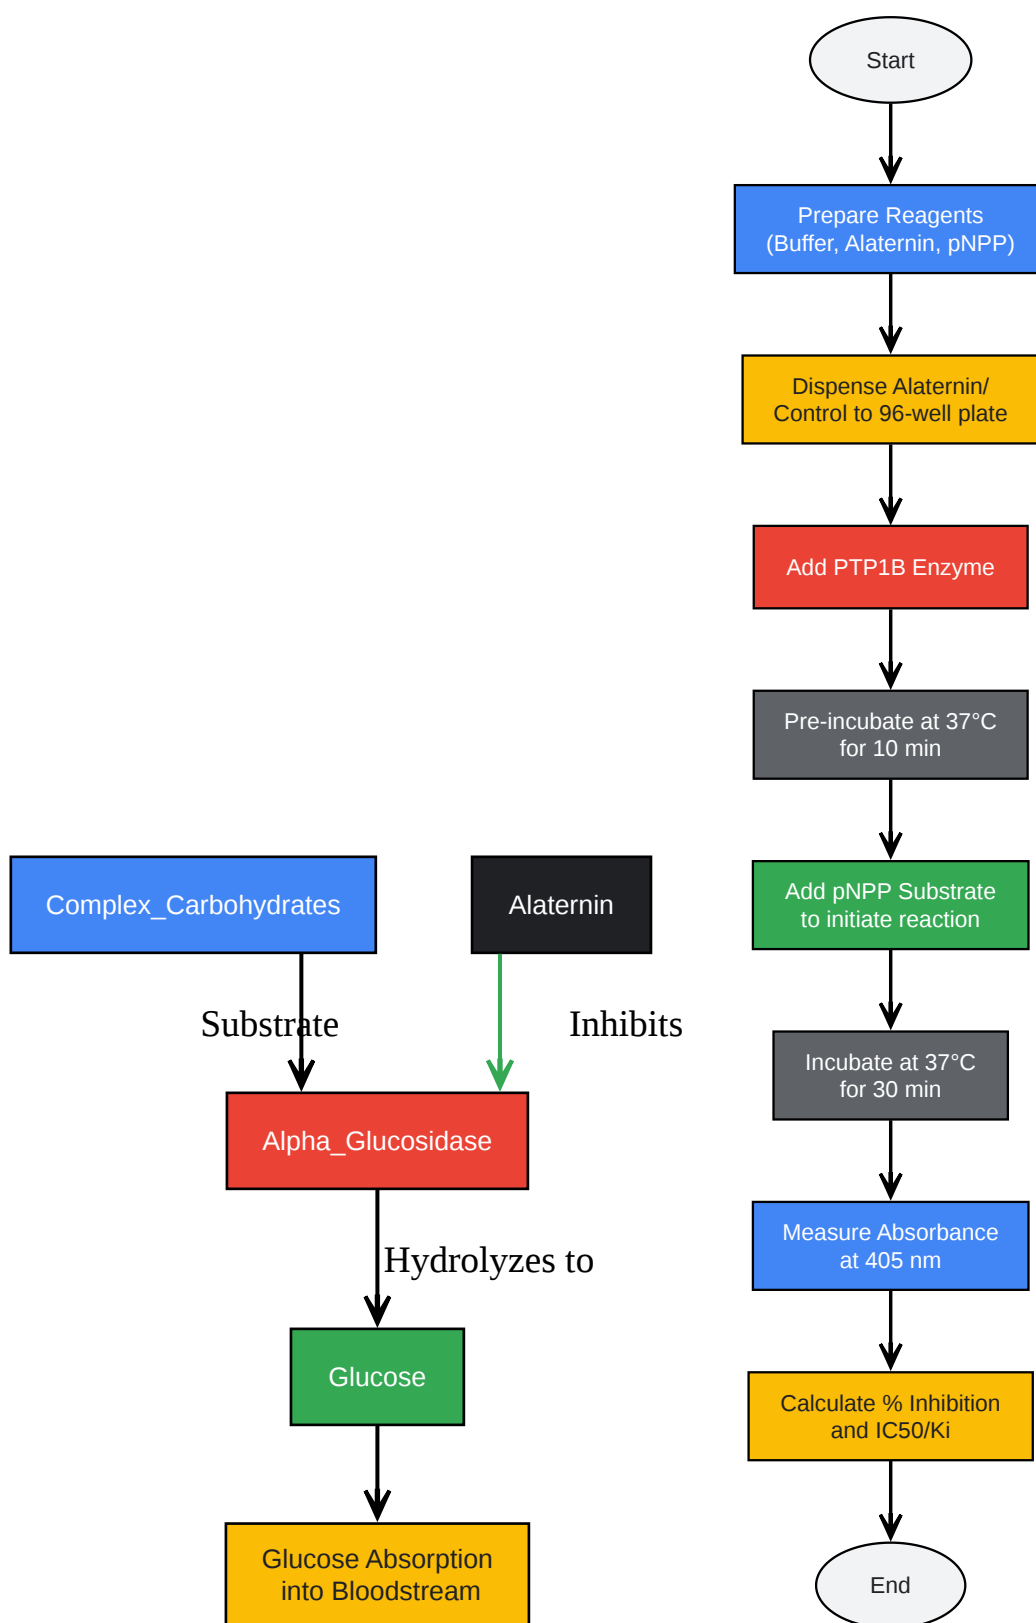 Start
Prepare Reagents
(Buffer, Alaternin, pNPP)
Dispense Alaternin/
Control to 96-well plate
Add PTP1B Enzyme
Pre-incubate at 37°C
for 10 min
Add pNPP Substrate
to initiate reaction
Incubate at 37°C
for 30 min
Measure Absorbance
at 405 nm
Calculate % Inhibition
and IC50/Ki
End
Complex_Carbohydrates
Alaternin
Substrate
Inhibits
Alpha_Glucosidase
Hydrolyzes to
Glucose
Glucose Absorption
into Bloodstream